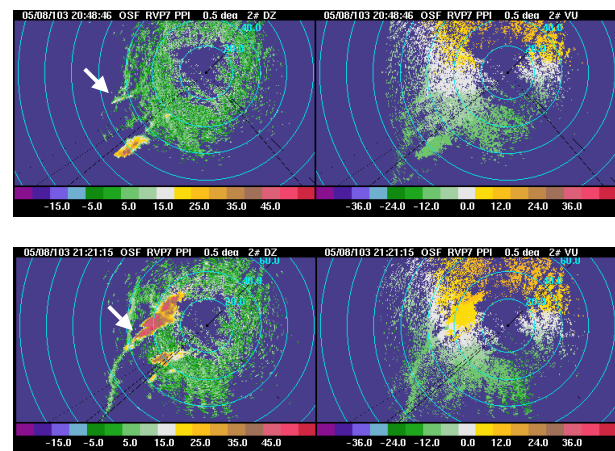 05/08/103 20:48:46 OSF RVP7 PPI 0.5 deg 2# DZ
05/08/103 20:48:46 OSF RVP7 PPI 0.5 deg 2# VU
-15.0 -5.0 5.0 15.0 25.0 35.0 45.0
-36.0 -24.0 -12.0 0.0 12.0 24.0 36.0
05/08/103 21:21:15 OSF RVP7 PPI 0.5 deg 2# DZ
05/08/103 21:21:15 OSF RVP7 PPI 0.5 deg 2# VU
60.0
60.0
-15.0 -5.0 5.0 15.0 25.0 35.0 45.0
-36.0 -24.0 -12.0 0.0 12.0 24.0 36.0